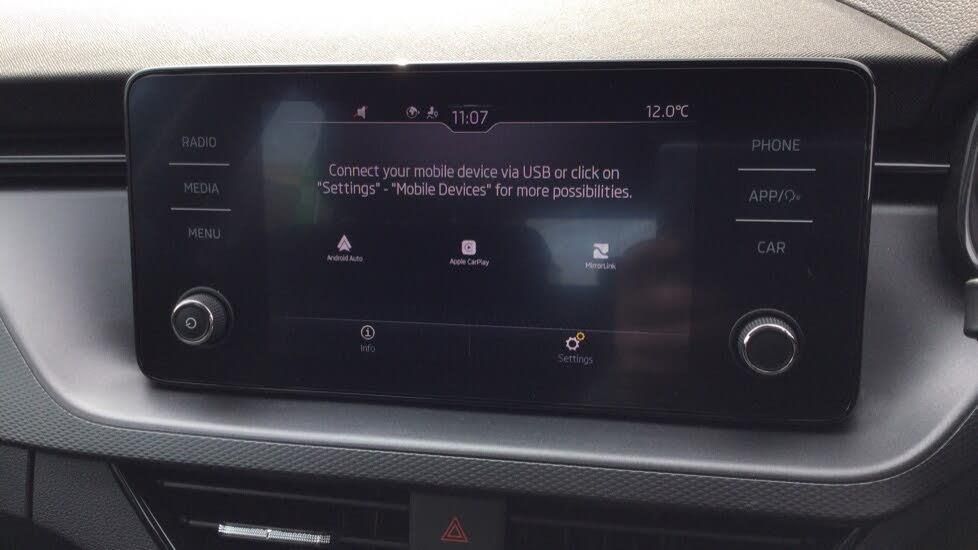 11:07
12.0°C
RADIO
MEDIA
MENU
Connect your mobile device via USB or click on
"Settings" - "Mobile Devices" for more possibilities.
Android Auto
Apple CarPlay
MirrorLink
Info
Settings
PHONE
APP/
CAR